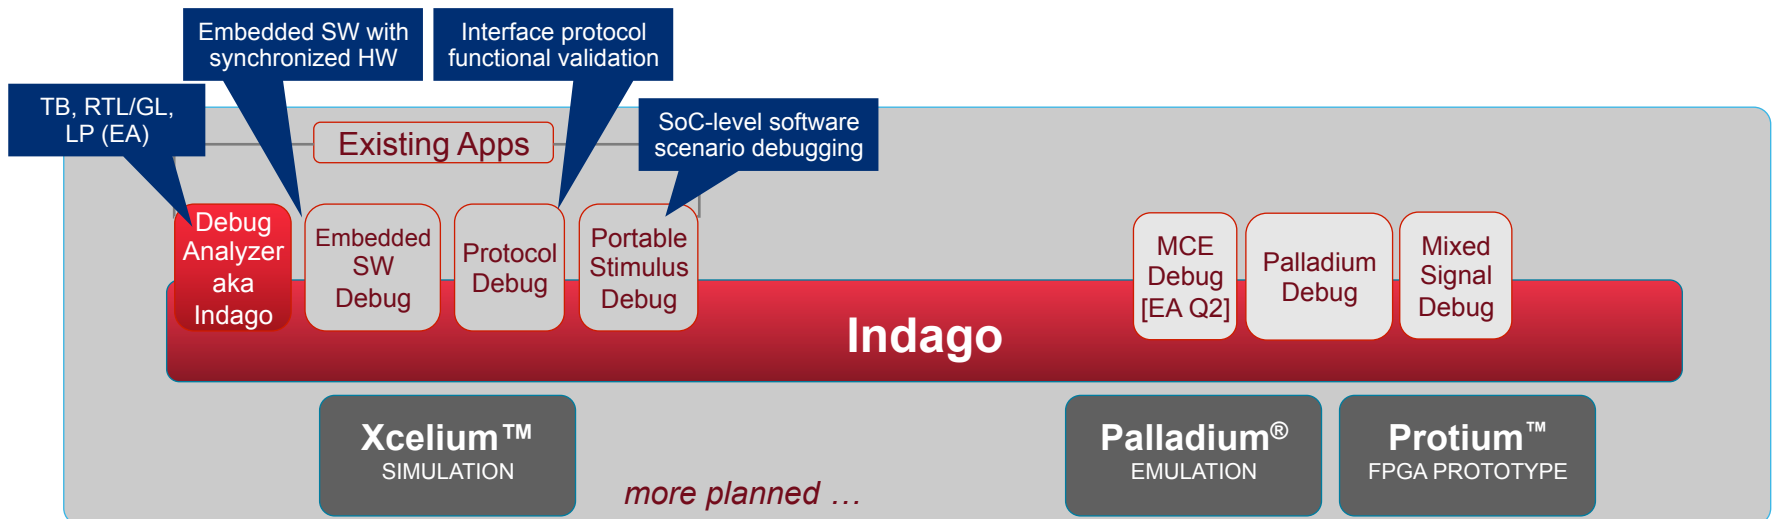 Embedded SW with
synchronized HW
Interface protocol
functional validation
TB, RTL/GL,
LP (EA)
SoC-level software
scenario debugging
Existing Apps
Debug
Analyzer
aka
Indago
Embedded
SW
Debug
Protocol
Debug
Portable
Stimulus
Debug
MCE
Debug
[EA Q2]
Palladium
Debug
Mixed
Signal
Debug
Indago
Xcelium™
SIMULATION
more planned …
Palladium®
EMULATION
Protium™
FPGA PROTOTYPE